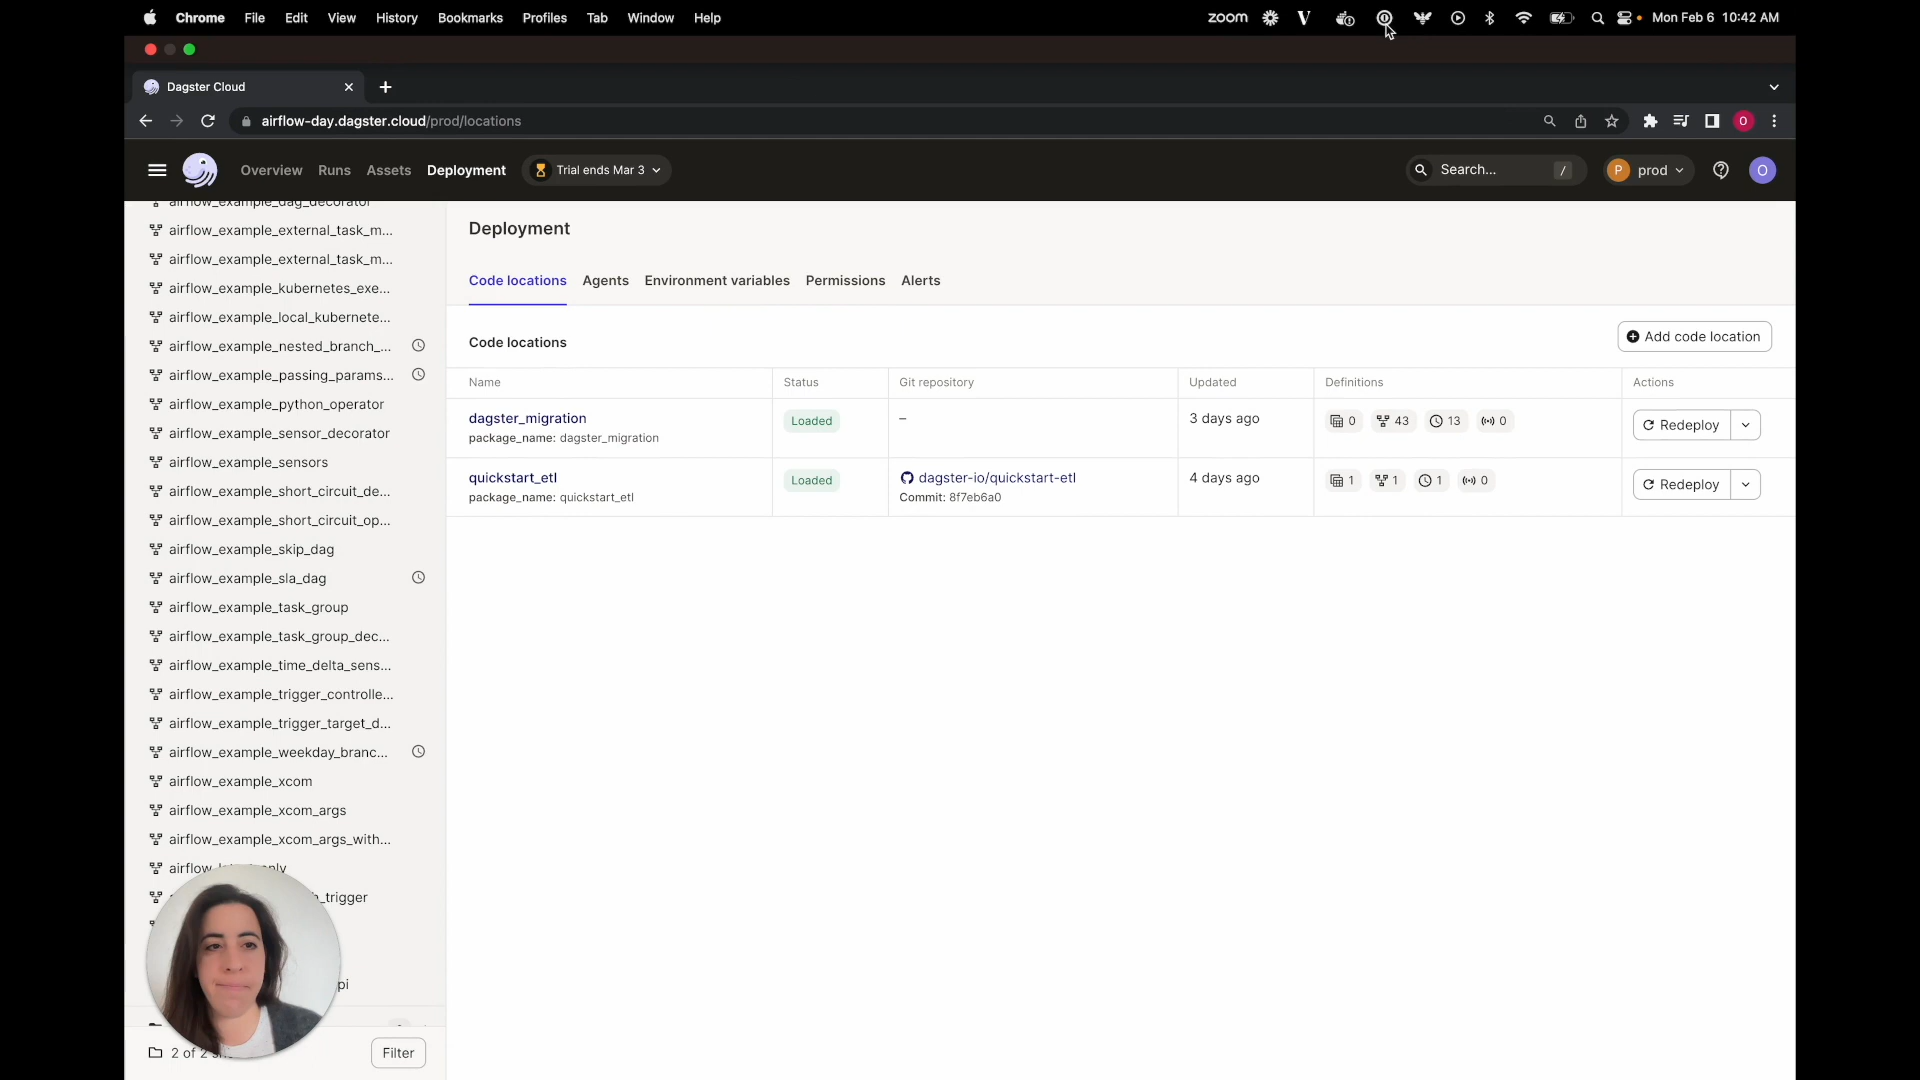 Chrome File Edit View History Bookmarks Profiles Tab Window Help
zoom Mon Feb 6 10:42 AM
Dagster Cloud
airflow-day.dagster.cloud/prod/locations
O
Overview Runs Assets Deployment Trial ends Mar 3
Search... /
P prod
O
airflow_example_dag_decorator
airflow_example_external_task_m...
airflow_example_external_task_m...
airflow_example_kubernetes_exe...
airflow_example_local_kubernete...
airflow_example_nested_branch_...
airflow_example_passing_params...
airflow_example_python_operator
airflow_example_sensor_decorator
airflow_example_sensors
airflow_example_short_circuit_de...
airflow_example_short_circuit_op...
airflow_example_skip_dag
airflow_example_sla_dag
airflow_example_task_group
airflow_example_task_group_dec...
airflow_example_time_delta_sens...
airflow_example_trigger_controlle...
airflow_example_trigger_target_d...
airflow_example_weekday_branc...
airflow_example_xcom
airflow_example_xcom_args
airflow_example_xcom_args_with...
2 of 2
Filter
Deployment
Code locations Agents Environment variables Permissions Alerts
Code locations
Add code location
Name Status Git repository Updated Definitions Actions
dagster_migration Loaded – 3 days ago 0 43 13 0 Redeploy
package_name: dagster_migration
quickstart_etl Loaded dagster-io/quickstart-etl 4 days ago 1 1 1 0 Redeploy
package_name: quickstart_etl Commit: 8f7eb6a0